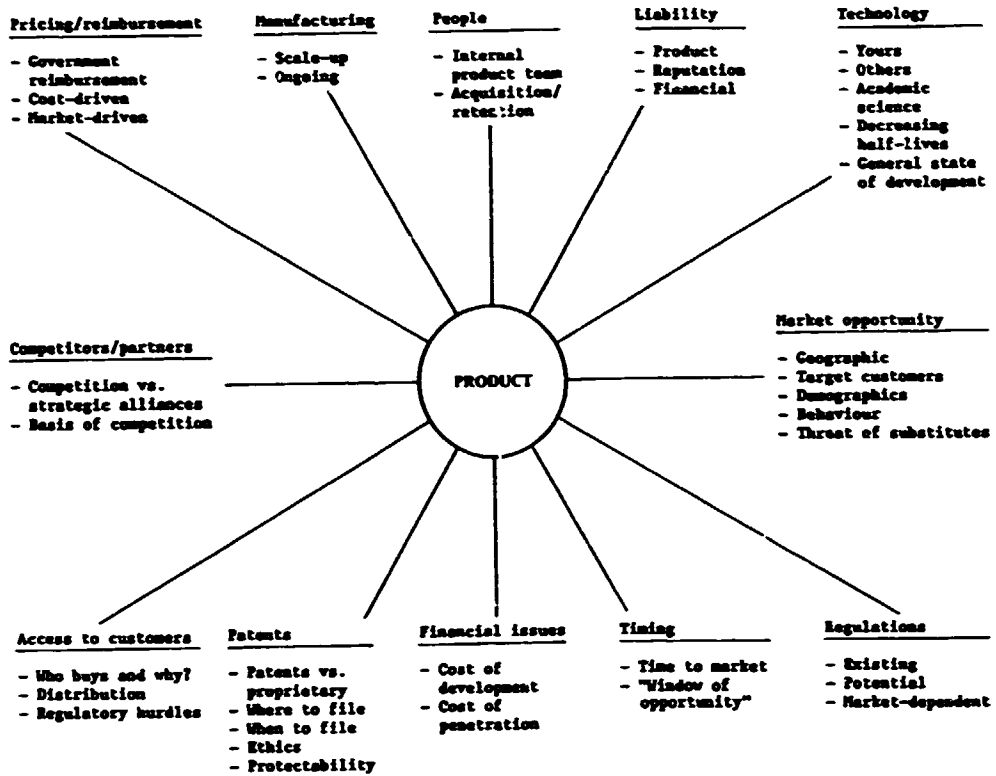 Pricing/reimbursement
- Government
reimbursement
- Cost-driven
- Market-driven
Manufacturing
- Scale-up
- Ongoing
People
- Internal
product team
- Acquisition/
retention
Liability
- Product
- Reputation
- Financial
Technology
- Yours
- Others
- Academic
science
- Decreasing
half-lives
- General state
of development
Competitors/partners
- Competition vs.
strategic alliances
- Basis of competition
PRODUCT
Market opportunity
- Geographic
- Target customers
- Demographics
- Behaviour
- Threat of substitutes
Access to customers
- Who buys and why?
- Distribution
- Regulatory hurdles
Patents
- Patents vs.
proprietary
- Where to file
- When to file
- Ethics
- Protectability
Financial issues
- Cost of
development
- Cost of
penetration
Timing
- Time to market
- "Window of
opportunity"
Regulations
- Existing
- Potential
- Market-dependent